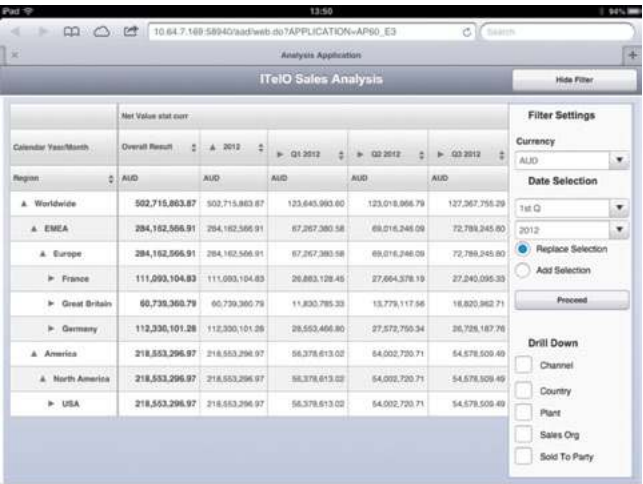 iPad
13:50
94%
10.64.7.169:58940/aad/web.do?APPLICATION=AP60_E3
Search
Analysis Application
ITelO Sales Analysis
Hide Filter
Net Value stat curr
Calendar Year/Month Overall Result 2012 Q1 2012 Q2 2012 Q3 2012
Region AUD AUD AUD AUD AUD
Worldwide 502,715,863.87 502,715,863.87 123,645,993.60 123,018,966.79 127,367,755.29
EMEA 284,162,566.91 284,162,566.91 67,267,380.58 69,016,246.09 72,789,245.80
Europe 284,162,566.91 284,162,566.91 67,267,380.58 69,016,246.09 72,789,245.80
France 111,093,104.83 111,093,104.83 26,883,128.45 27,664,378.19 27,240,095.33
Great Britain 60,739,360.79 60,739,360.79 11,830,785.33 13,779,117.56 18,820,962.71
Germany 112,330,101.28 112,330,101.28 28,553,466.80 27,572,750.34 26,728,187.76
America 218,553,296.97 218,553,296.97 56,378,613.02 54,002,720.71 54,578,509.49
North America 218,553,296.97 218,553,296.97 56,378,613.02 54,002,720.71 54,578,509.49
USA 218,553,296.97 218,553,296.97 56,378,613.02 54,002,720.71 54,578,509.49
Filter Settings
Currency
AUD
Date Selection
1st Q
2012
Replace Selection
Add Selection
Proceed
Drill Down
Channel
Country
Plant
Sales Org
Sold To Party